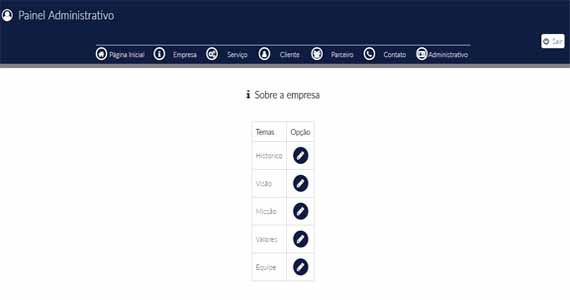 Painel Administrativo
Sair
Página Inicial Empresa Serviço Cliente Parceiro Contato Administrativo
Sobre a empresa
Temas Opção
Histórico
Visão
Missão
Valores
Equipe